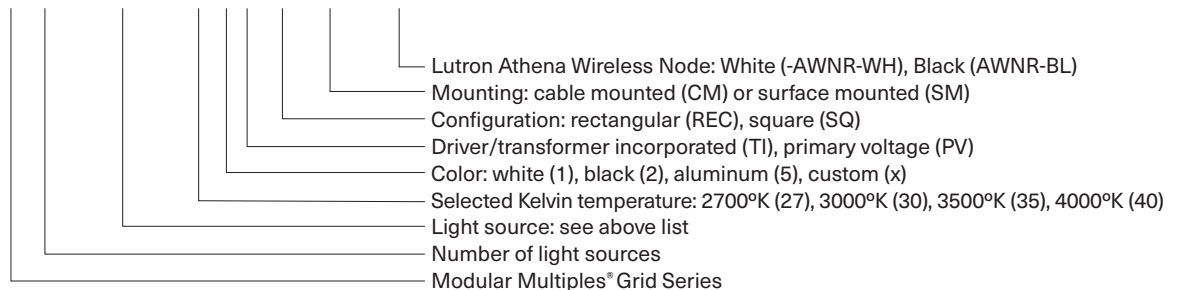 Lutron Athena Wireless Node: White (-AWNR-WH), Black (AWNR-BL)
Mounting: cable mounted (CM) or surface mounted (SM)
Configuration: rectangular (REC), square (SQ)
Driver/transformer incorporated (TI), primary voltage (PV)
Color: white (1), black (2), aluminum (5), custom (x)
Selected Kelvin temperature: 2700ºK (27), 3000ºK (30), 3500ºK (35), 4000ºK (40)
Light source: see above list
Number of light sources
Modular Multiples® Grid Series